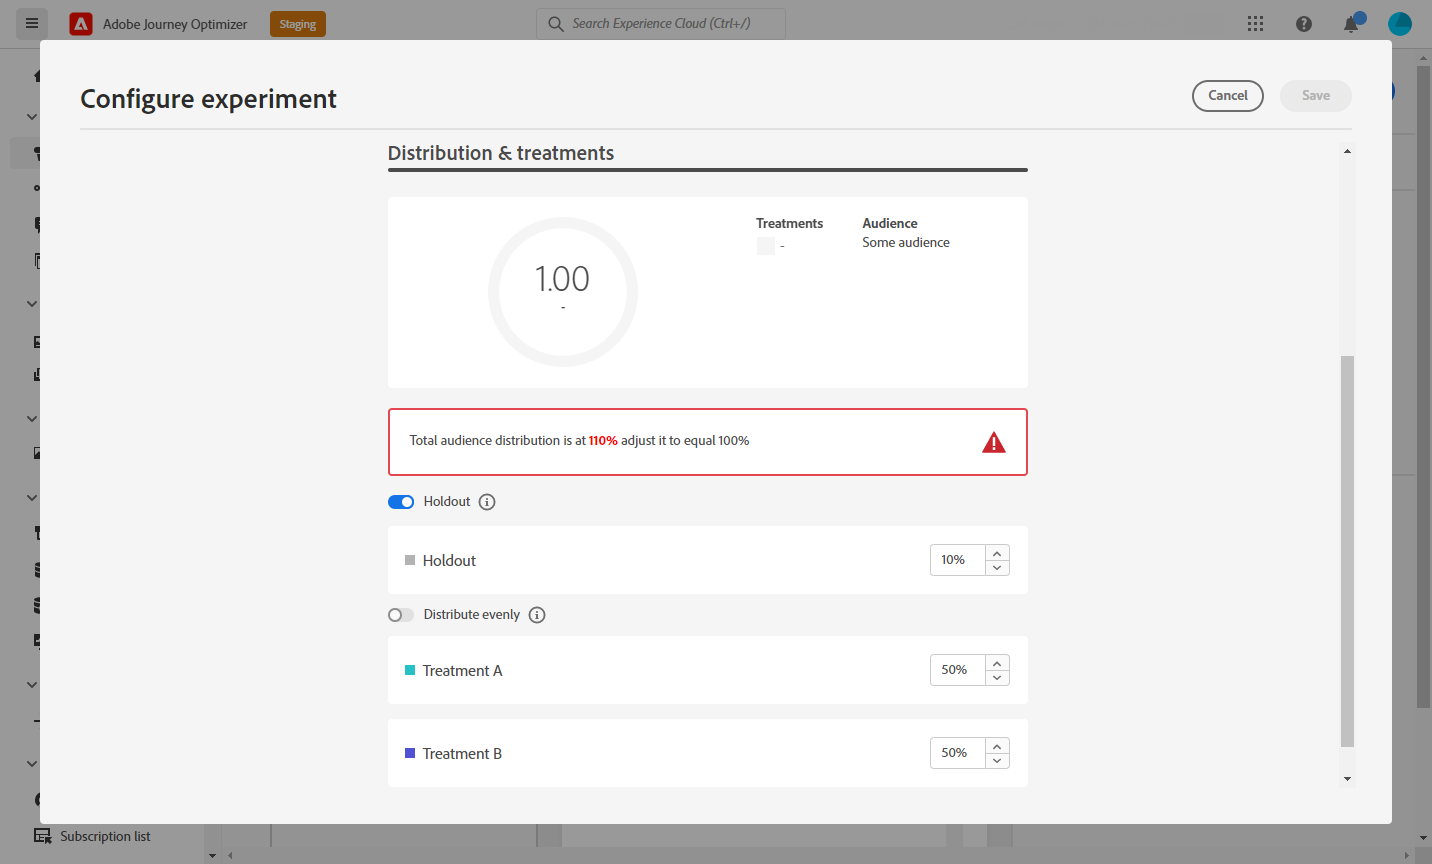 Adobe Journey Optimizer
Staging
Search Experience Cloud (Ctrl+/)
Configure experiment
Cancel
Save
Distribution & treatments
1.00
-
Treatments
-
Audience
Some audience
Total audience distribution is at 110% adjust it to equal 100%
Holdout
Holdout
10%
Distribute evenly
Treatment A
50%
Treatment B
50%
Subscription list